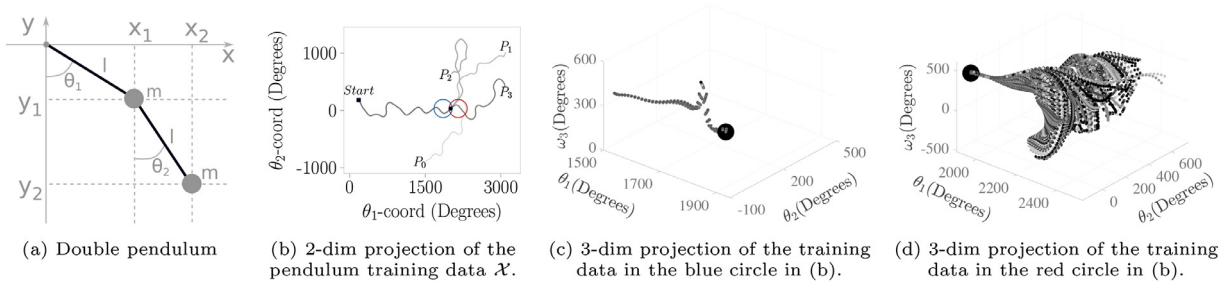 y
x₁
x₂
x
θ₁
l
m
y₁
l
θ₂
m
y₂
(a) Double pendulum
θ₂-coord (Degrees)
1000
0
-1000
Start
P₁
P₂
P₃
P₀
0
1500
3000
θ₁-coord (Degrees)
(b) 2-dim projection of the
pendulum training data 𝒳.
ω₃(Degrees)
600
300
0
1500
1700
1900
θ₁(Degrees)
-100
200
500
θ₂(Degrees)
(c) 3-dim projection of the training
data in the blue circle in (b).
ω₃(Degrees)
500
0
-500
2000
2200
2400
θ₁(Degrees)
0
200
400
600
θ₂(Degrees)
(d) 3-dim projection of the training
data in the red circle in (b).